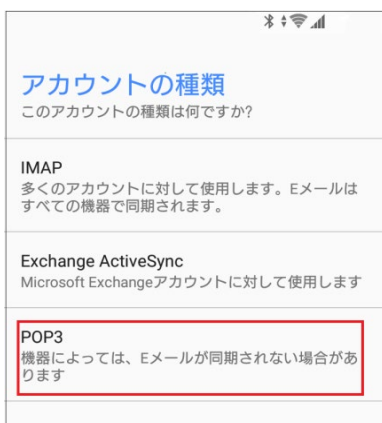 アカウントの種類
このアカウントの種類は何ですか?
IMAP
多くのアカウントに対して使用します。Eメールは
すべての機器で同期されます。
Exchange ActiveSync
Microsoft Exchangeアカウントに対して使用します
POP3
機器によっては、Eメールが同期されない場合があ
ります